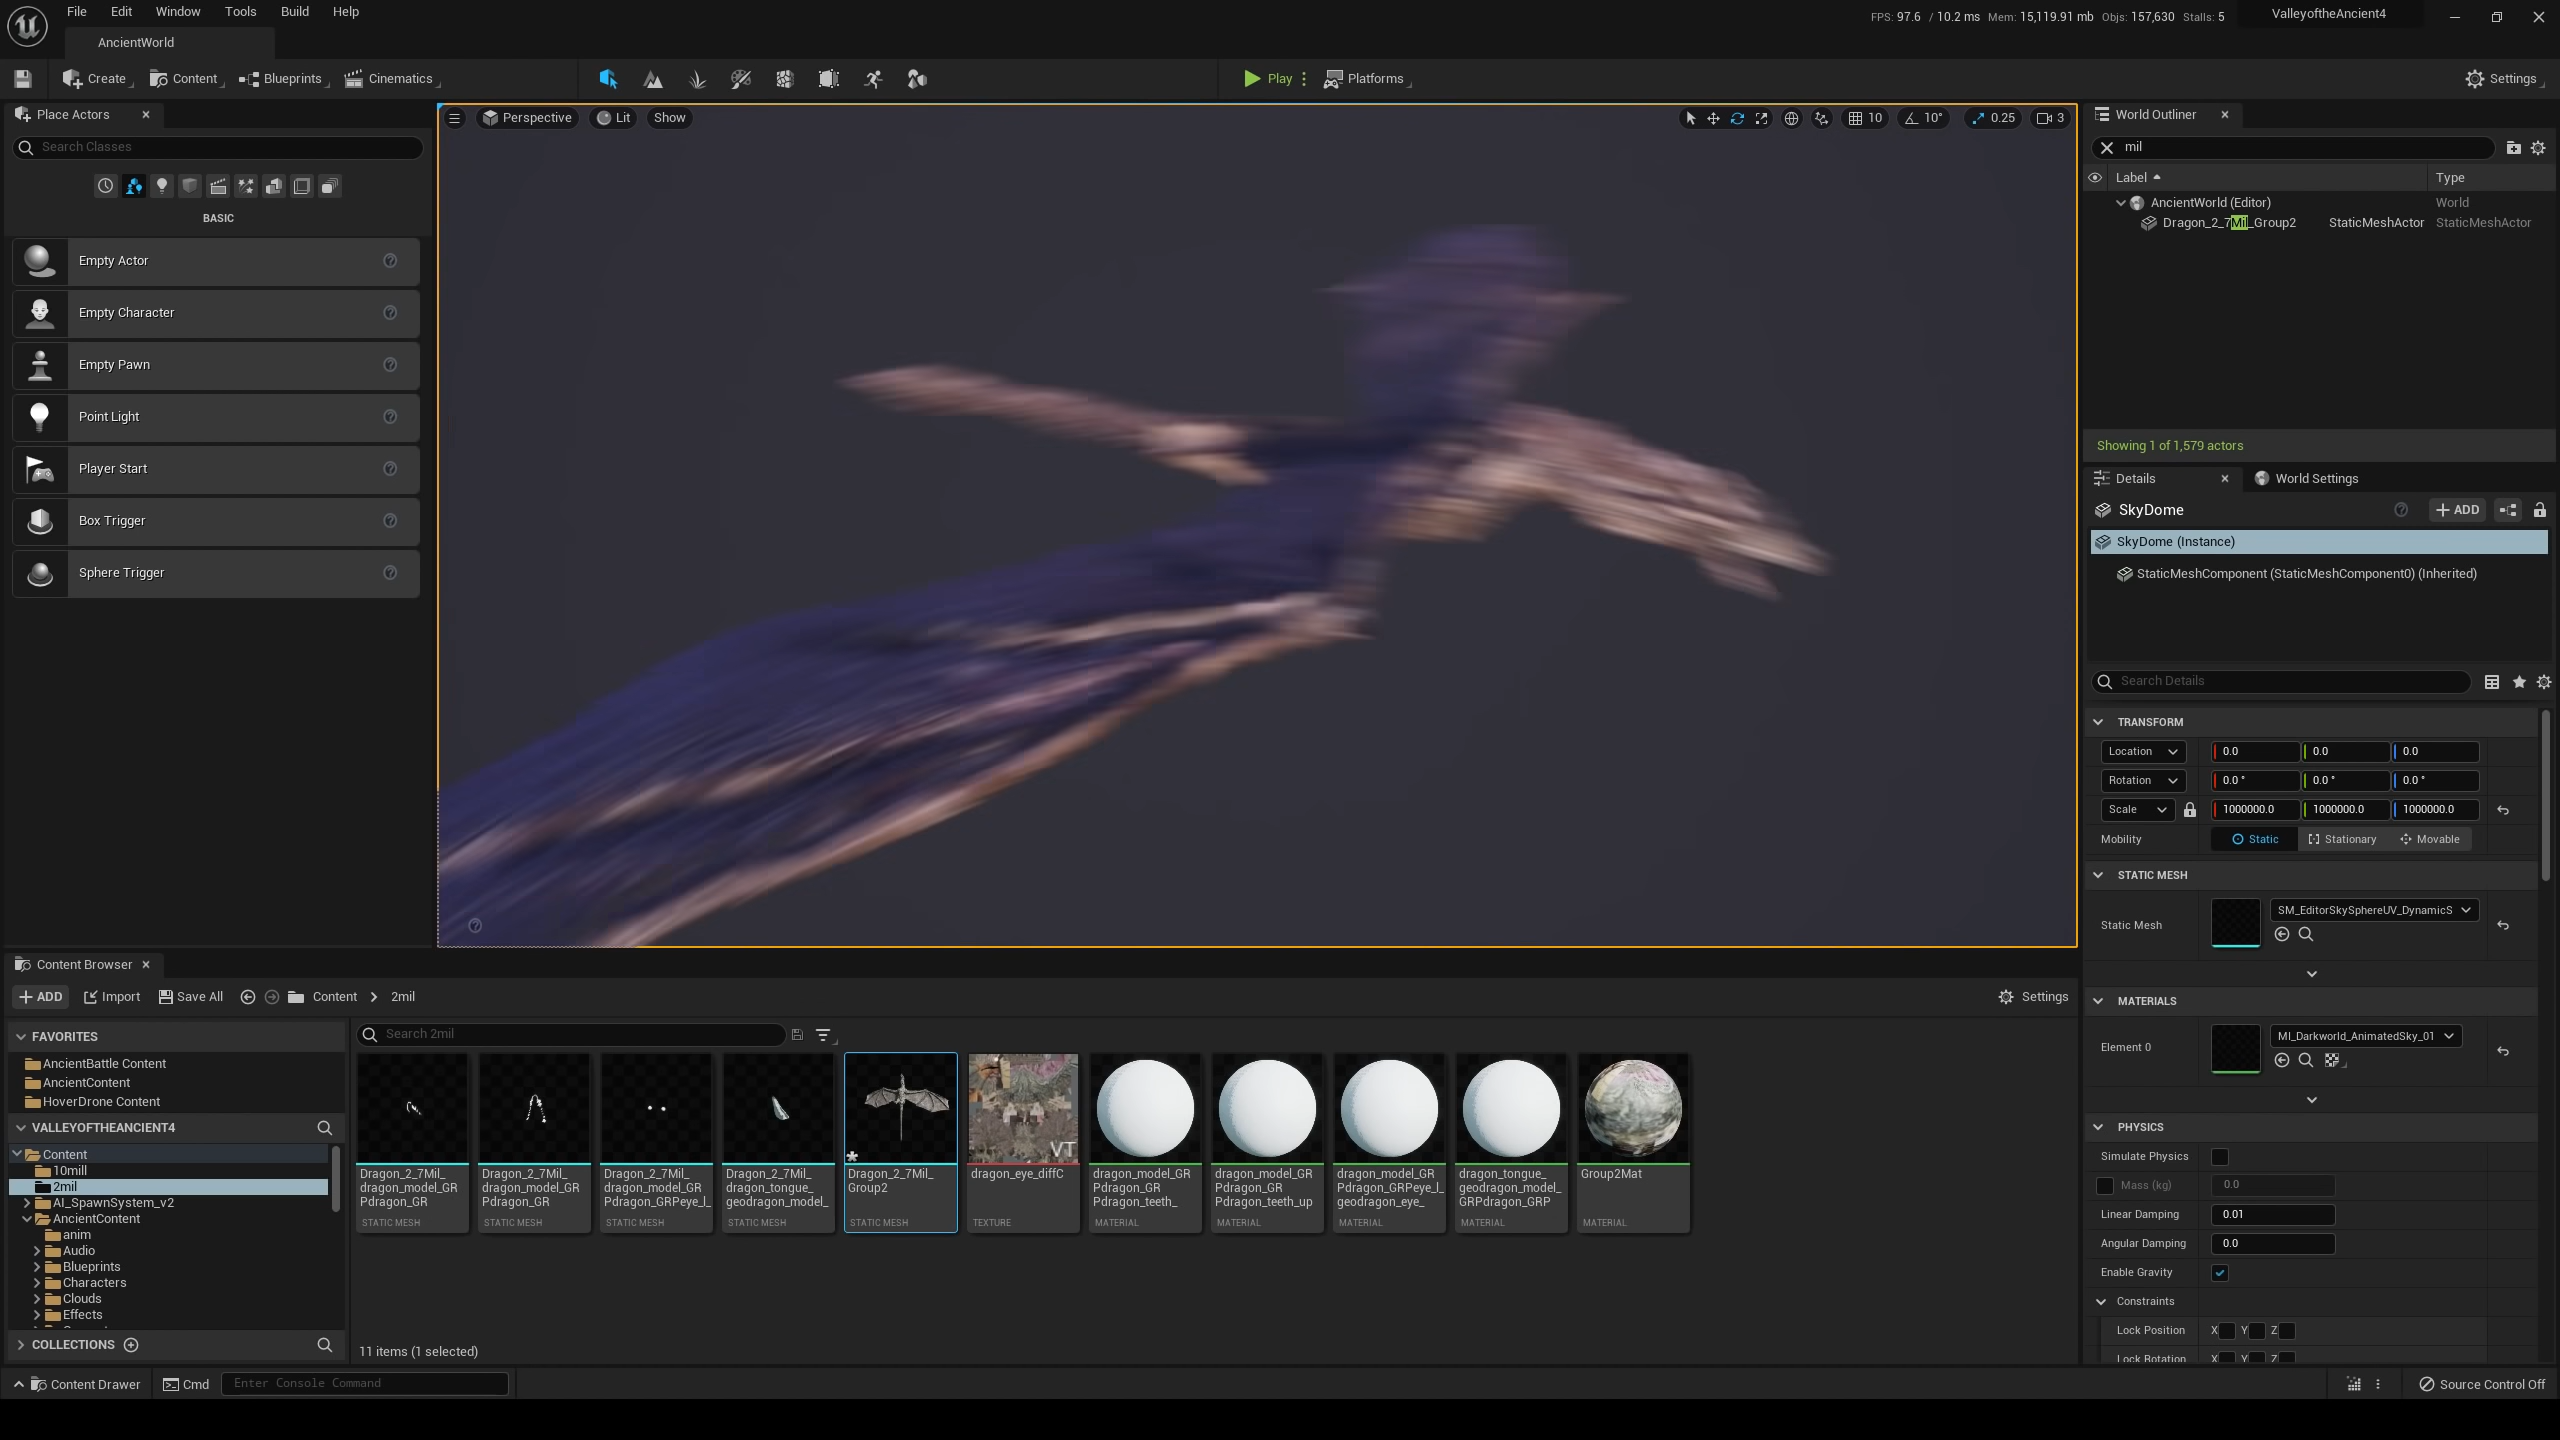 File Edit Window Tools Build Help
FPS: 97.6 / 10.2 ms Mem: 15,119.91 mb Objs: 157,630 Stalls: 5
ValleyoftheAncient4
AncientWorld
Create Content Blueprints Cinematics
Play Platforms
Settings
Place Actors
Search Classes
BASIC
Empty Actor
Empty Character
Empty Pawn
Point Light
Player Start
Box Trigger
Sphere Trigger
Perspective Lit Show
10 10° 0.25 3
World Outliner
mil
Label Type
AncientWorld (Editor) World
Dragon_2_7Mil_Group2 StaticMeshActor StaticMeshActor
Showing 1 of 1,579 actors
Details World Settings
SkyDome ADD
SkyDome (Instance)
StaticMeshComponent (StaticMeshComponent0) (Inherited)
Search Details
TRANSFORM
Location 0.0 0.0 0.0
Rotation 0.0 ° 0.0 ° 0.0 °
Scale 1000000.0 1000000.0 1000000.0
Mobility Static Stationary Movable
STATIC MESH
Static Mesh SM_EditorSkySphereUV_DynamicS
MATERIALS
Element 0 MI_Darkworld_AnimatedSky_01
PHYSICS
Simulate Physics
Mass (kg) 0.0
Linear Damping 0.01
Angular Damping 0.0
Enable Gravity
Constraints
Lock Position X Y Z
Lock Rotation X Y Z
Content Browser
ADD Import Save All Content 2mil
Settings
FAVORITES
AncientBattle Content
AncientContent
HoverDrone Content
VALLEYOFTHEANCIENT4
Content
10mill
2mil
AI_SpawnSystem_v2
AncientContent
anim
Audio
Blueprints
Characters
Clouds
Effects
COLLECTIONS
Search 2mil
Dragon_2_7Mil_
dragon_model_GR
Pdragon_GR
STATIC MESH
Dragon_2_7Mil_
dragon_model_GR
Pdragon_GR
STATIC MESH
Dragon_2_7Mil_
dragon_model_GR
Pdragon_GRPeye_l_
STATIC MESH
Dragon_2_7Mil_
dragon_tongue_
geodragon_model_
STATIC MESH
Dragon_2_7Mil_
Group2
STATIC MESH
VT
dragon_eye_diffC
TEXTURE
dragon_model_GR
Pdragon_GR
Pdragon_teeth_
MATERIAL
dragon_model_GR
Pdragon_GR
Pdragon_teeth_up
MATERIAL
dragon_model_GR
Pdragon_GRPeye_l_
geodragon_eye_
MATERIAL
dragon_tongue_
geodragon_model_
GRPdragon_GRP
MATERIAL
Group2Mat
MATERIAL
11 items (1 selected)
Content Drawer Cmd Enter Console Command
Source Control Off